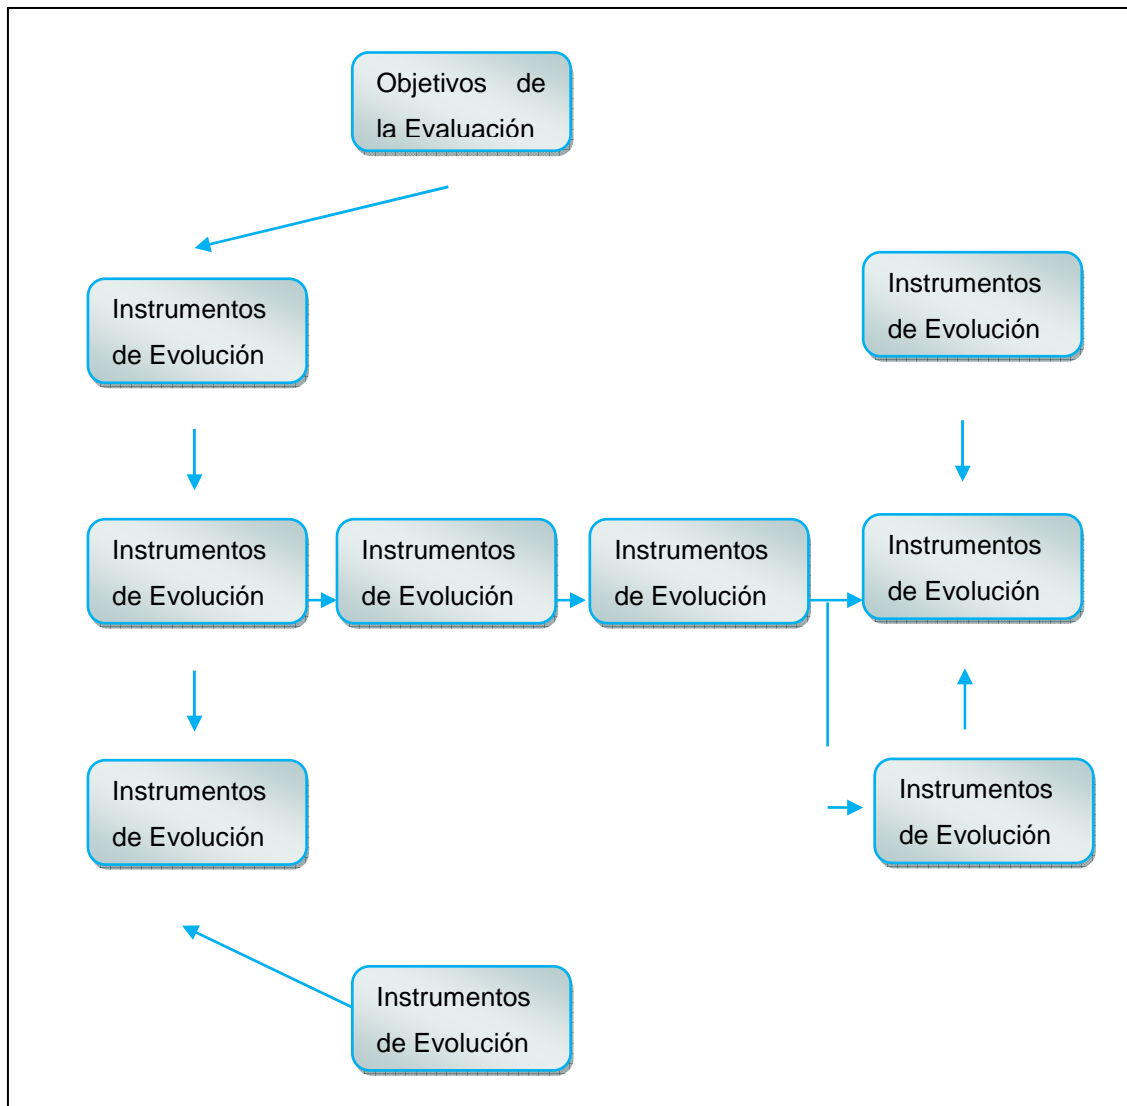 Objetivos de
la Evaluación
Instrumentos
de Evolución
Instrumentos
de Evolución
Instrumentos
de Evolución
Instrumentos
de Evolución
Instrumentos
de Evolución
Instrumentos
de Evolución
Instrumentos
de Evolución
Instrumentos
de Evolución
Instrumentos
de Evolución